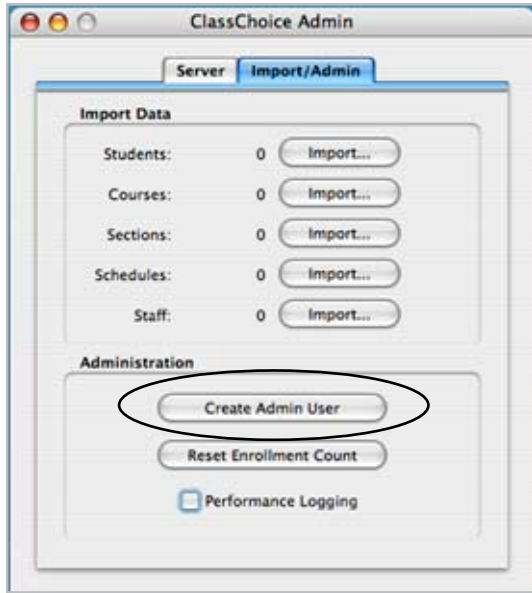 ClassChoice Admin
Server Import/Admin
Import Data
Students: 0 Import...
Courses: 0 Import...
Sections: 0 Import...
Schedules: 0 Import...
Staff: 0 Import...
Administration
Create Admin User
Reset Enrollment Count
Performance Logging